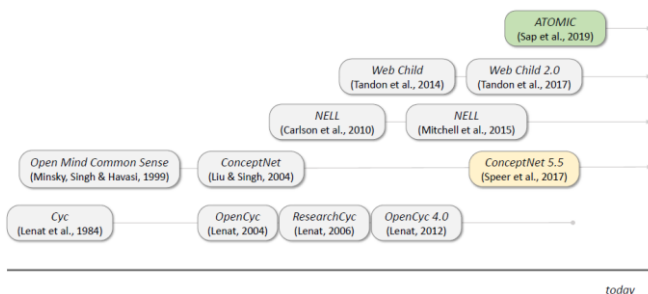 ATOMIC
(Sap et al., 2019)
Web Child
(Tandon et al., 2014)
Web Child 2.0
(Tandon et al., 2017)
NELL
(Carlson et al., 2010)
NELL
(Mitchell et al., 2015)
Open Mind Common Sense
(Minsky, Singh & Havasi, 1999)
ConceptNet
(Liu & Singh, 2004)
ConceptNet 5.5
(Speer et al., 2017)
Cyc
(Lenat et al., 1984)
OpenCyc
(Lenat, 2004)
ResearchCyc
(Lenat, 2006)
OpenCyc 4.0
(Lenat, 2012)
today